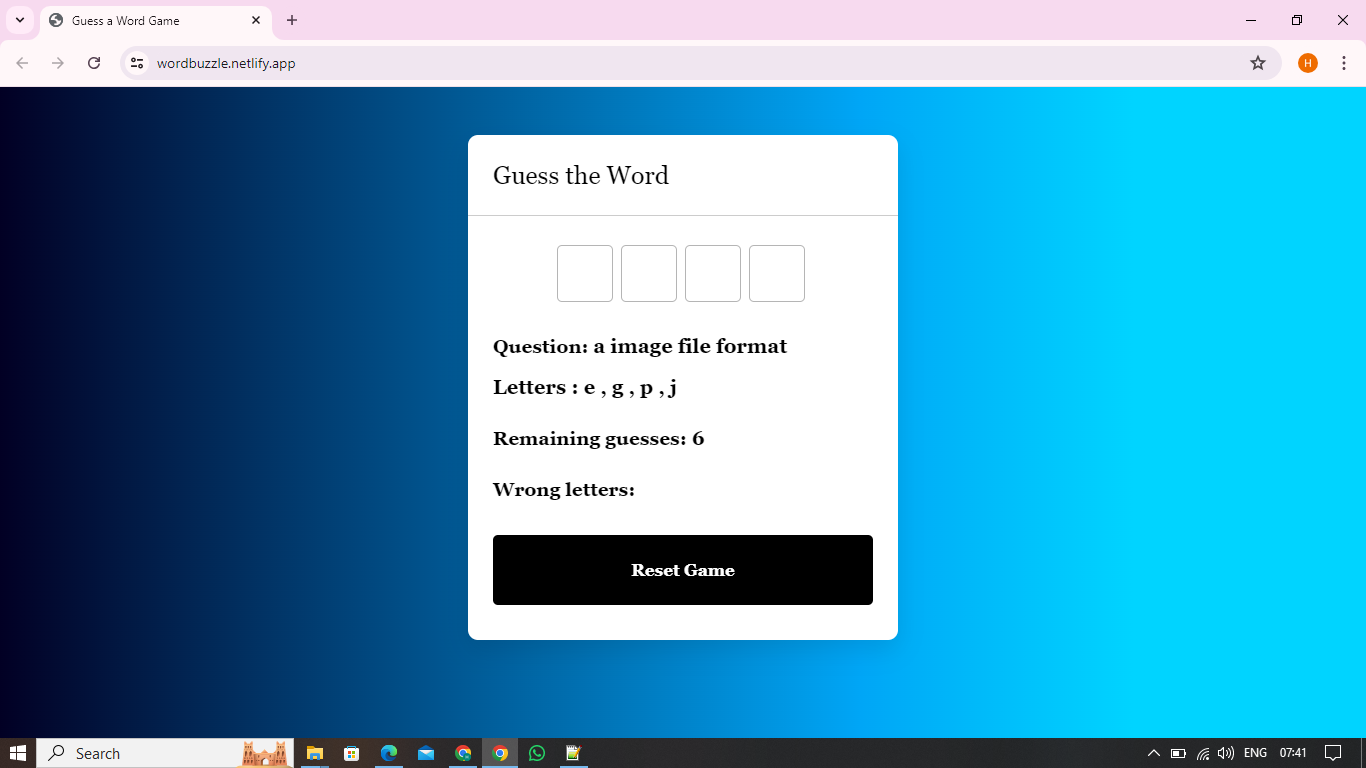 Guess a Word Game
wordbuzzle.netlify.app
H
Guess the Word
Question: a image file format
Letters : e , g , p , j
Remaining guesses: 6
Wrong letters:
Reset Game
Search
ENG
07:41